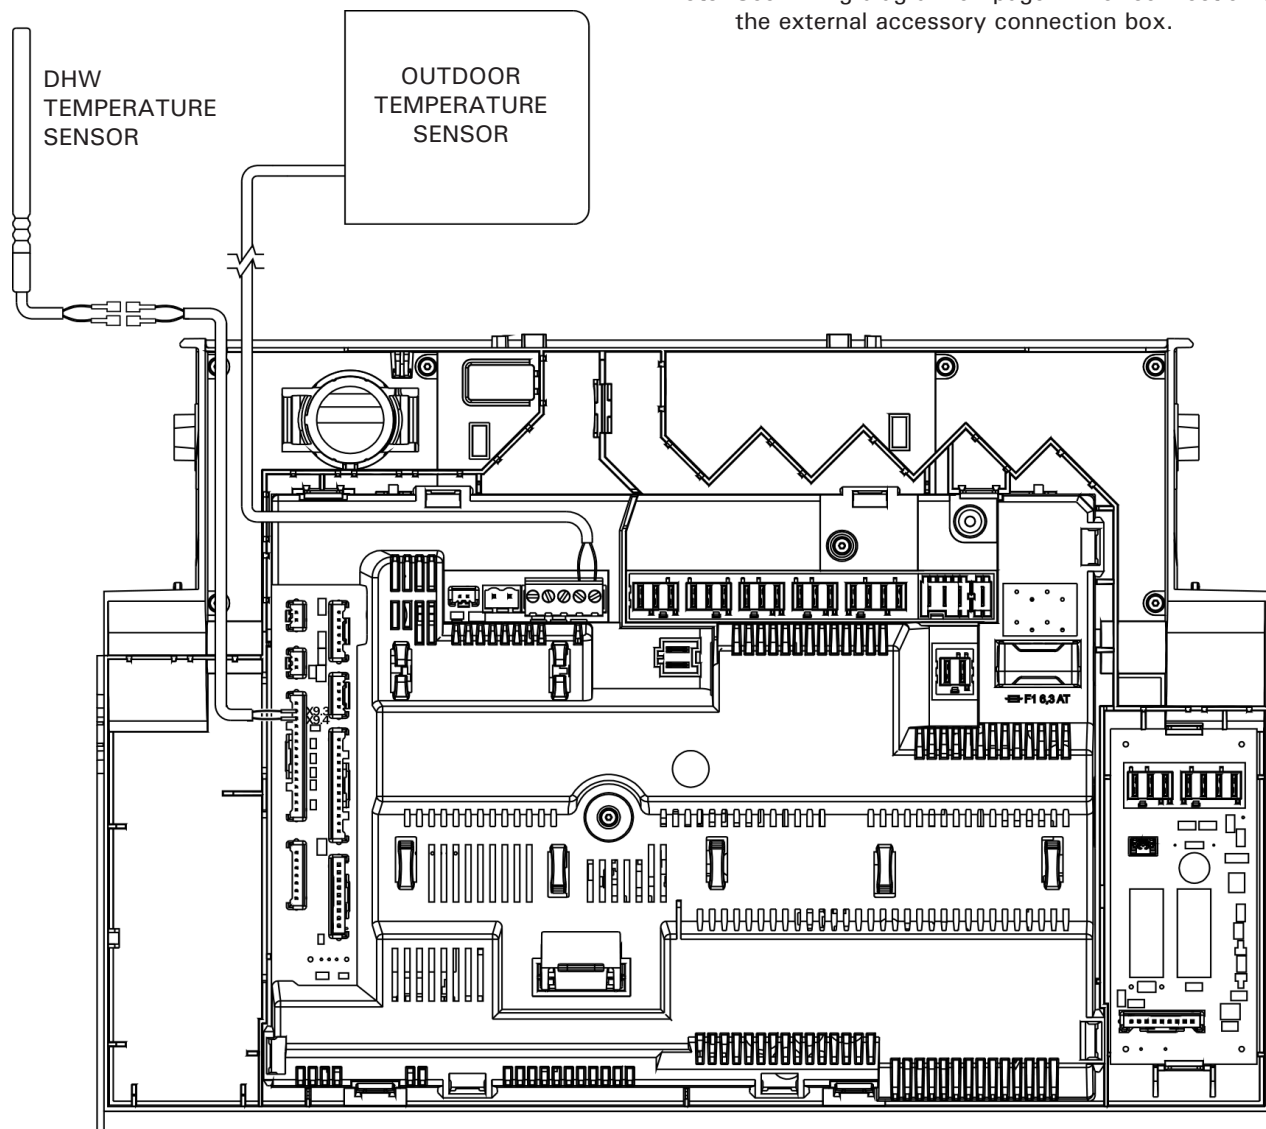 the external accessory connection box.
DHW
TEMPERATURE
SENSOR
OUTDOOR
TEMPERATURE
SENSOR
X9.3
X9.4
F1 6,3 AT